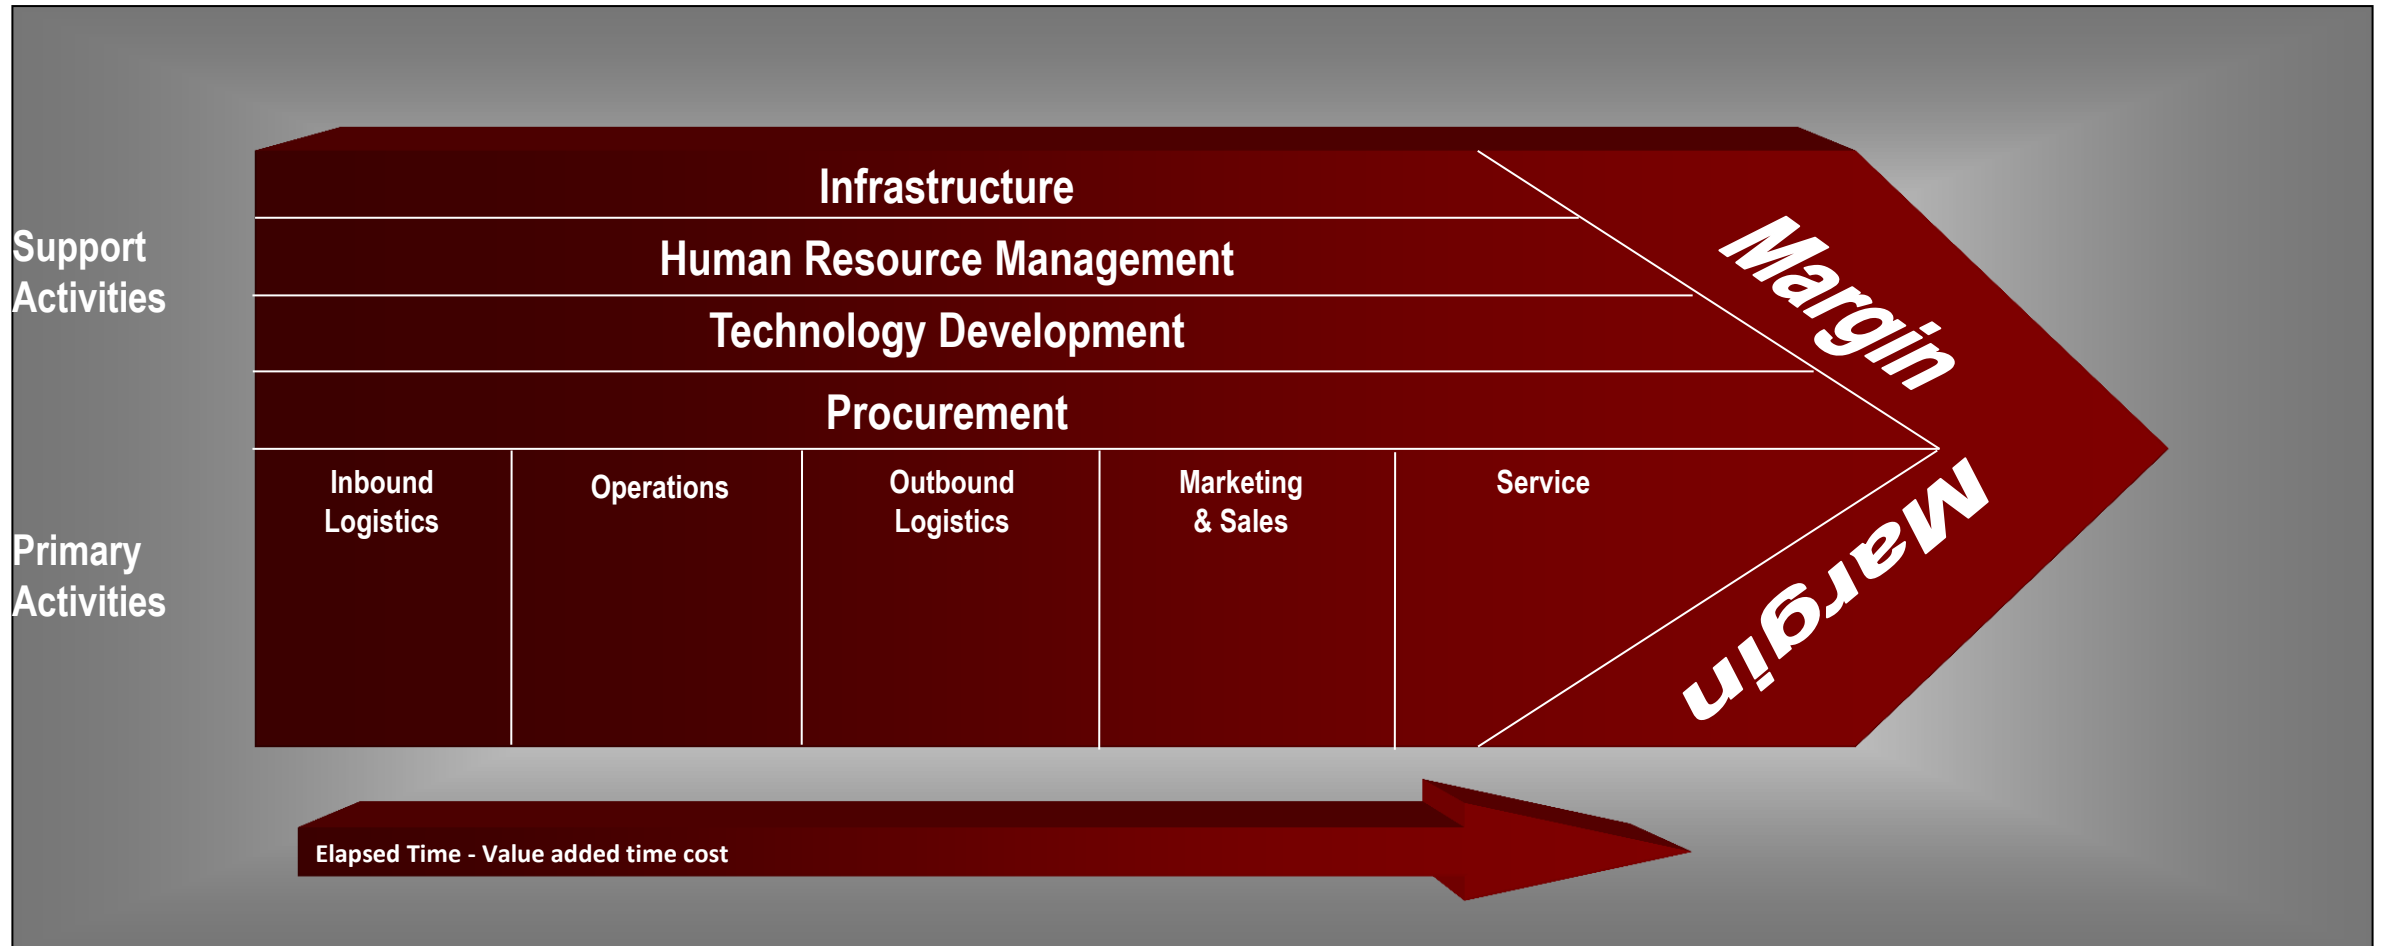 Infrastructure
Support
Activities
Human Resource Management
Technology Development
Procurement
Margin
Primary
Activities
Inbound
Logistics
Operations
Outbound
Logistics
Marketing
& Sales
Service
Margin
Elapsed Time - Value added time cost